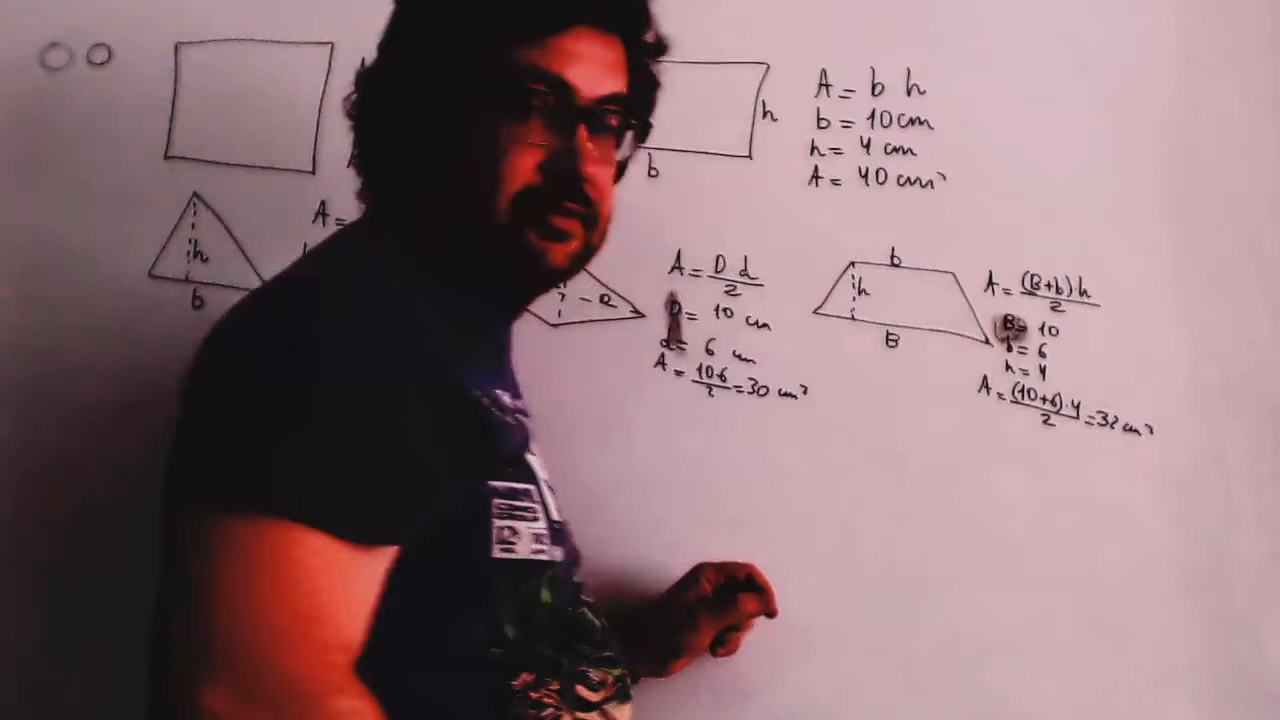 A = b h
b = 10 cm
h = 4 cm
A = 40 cm²
h
b
h
b
A =
A = D d / 2
D = 10 cm
d = 6 cm
A = 10·6 / 2 = 30 cm²
b
h
B
A = (B+b) h / 2
B = 10
b = 6
h = 4
A = (10+6)·4 / 2 = 32 cm²